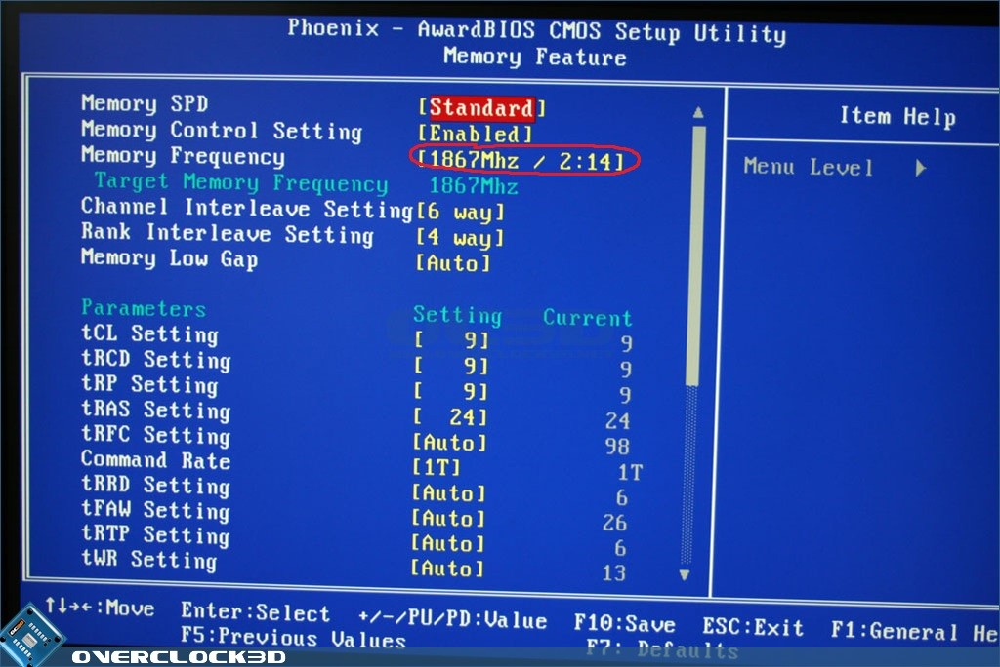 Phoenix - AwardBIOS CMOS Setup Utility
Memory Feature
Memory SPD [Standard]
Memory Control Setting [Enabled]
Memory Frequency [1867Mhz / 2:14]
Target Memory Frequency 1867Mhz
Channel Interleave Setting[6 way]
Rank Interleave Setting [4 way]
Memory Low Gap [Auto]
Parameters Setting Current
tCL Setting [ 9] 9
tRCD Setting [ 9] 9
tRP Setting [ 9] 9
tRAS Setting [ 24] 24
tRFC Setting [Auto] 98
Command Rate [1T] 1T
tRRD Setting [Auto] 6
tFAW Setting [Auto] 26
tRTP Setting [Auto] 6
tWR Setting [Auto] 13
Item Help
Menu Level
↑↓→←:Move Enter:Select +/-/PU/PD:Value F10:Save ESC:Exit F1:General He
F5:Previous Values F7: Defaults
OVERCLOCK3D